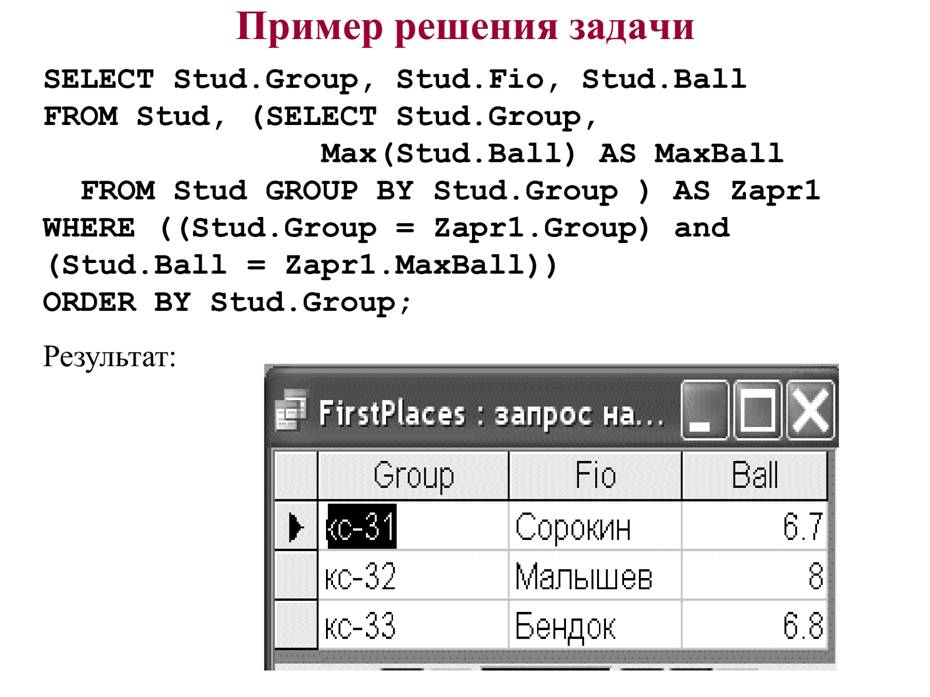 Пример решения задачи
SELECT Stud.Group, Stud.Fio, Stud.Ball
FROM Stud, (SELECT Stud.Group,
Max(Stud.Ball) AS MaxBall
FROM Stud GROUP BY Stud.Group ) AS Zapr1
WHERE ((Stud.Group = Zapr1.Group) and
(Stud.Ball = Zapr1.MaxBall))
ORDER BY Stud.Group;
Результат:
FirstPlaces : запрос на...
Group Fio Ball
кс-31 Сорокин 6.7
кс-32 Малышев 8
кс-33 Бендок 6.8